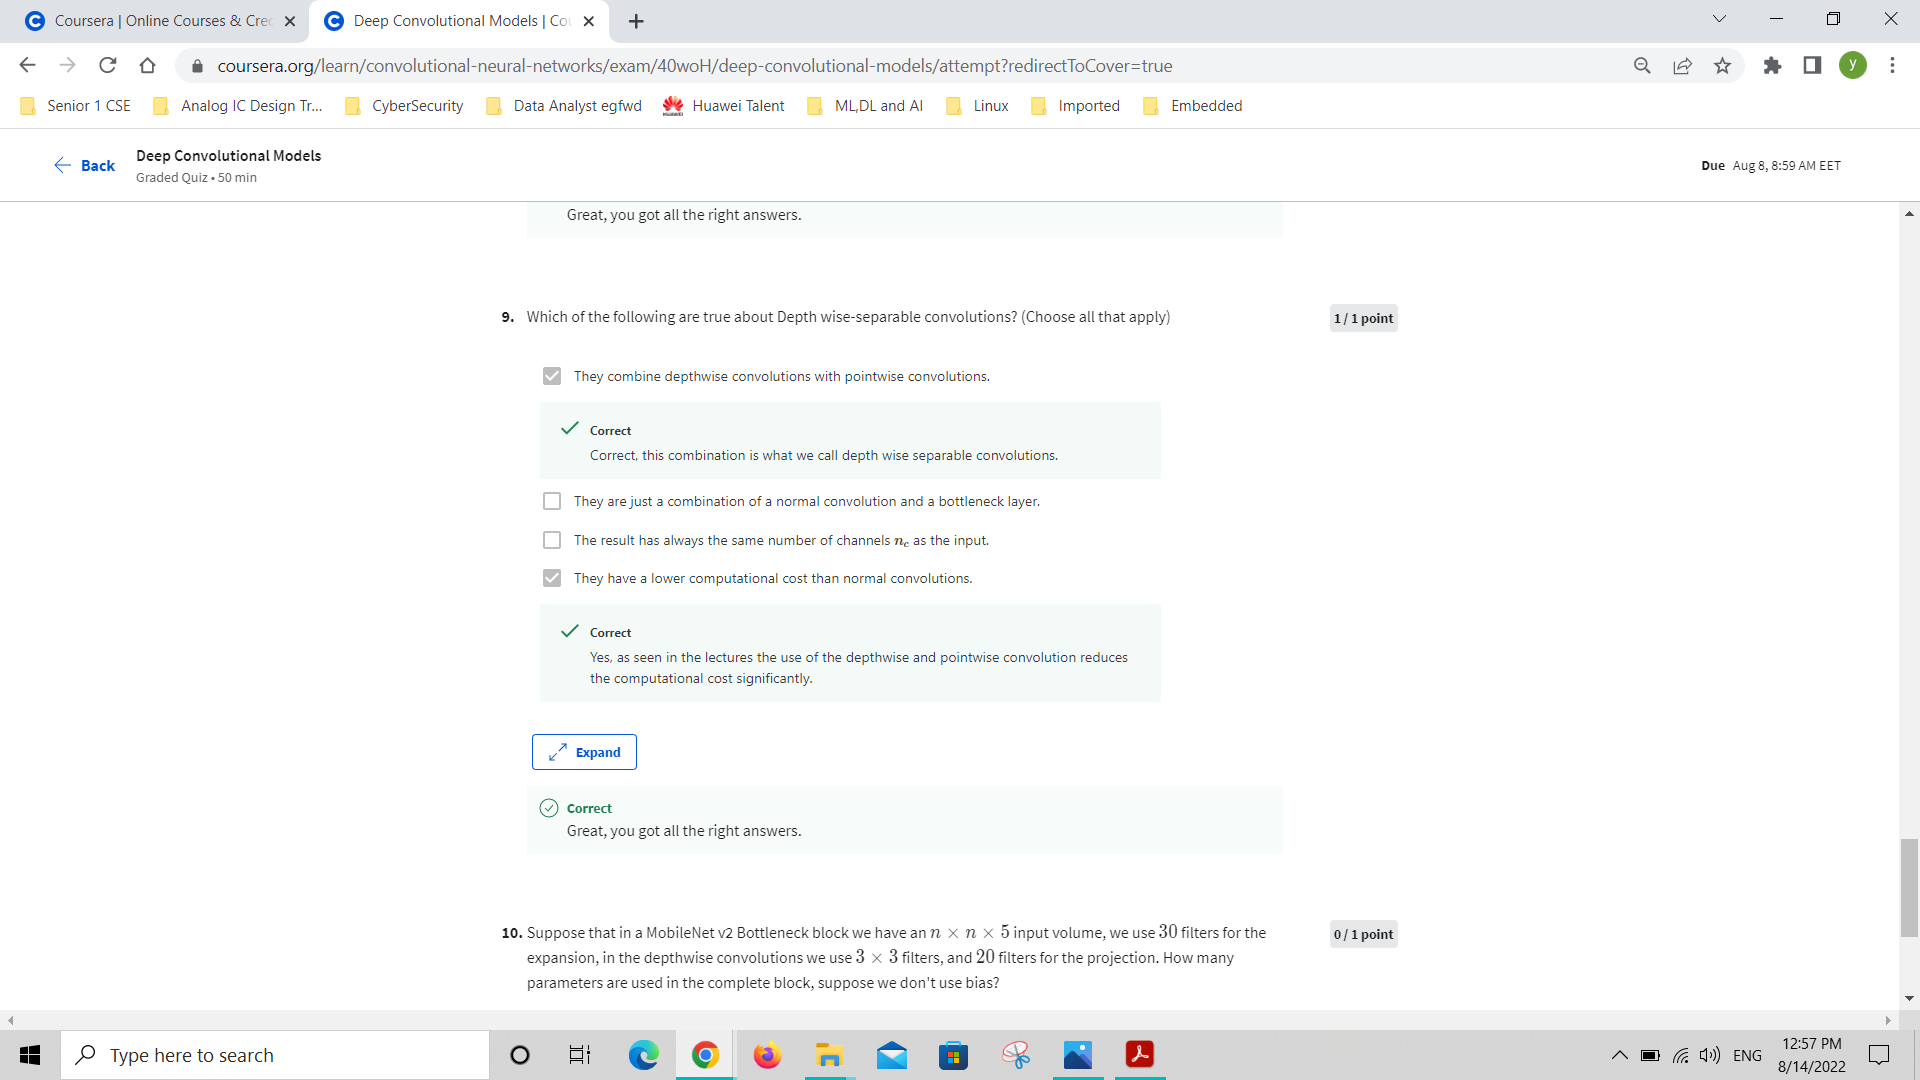 Coursera | Online Courses & Cre
Deep Convolutional Models | Co
coursera.org/learn/convolutional-neural-networks/exam/40woH/deep-convolutional-models/attempt?redirectToCover=true
y
Senior 1 CSE
Analog IC Design Tr...
CyberSecurity
Data Analyst egfwd
Huawei Talent
ML,DL and AI
Linux
Imported
Embedded
Back
Deep Convolutional Models
Graded Quiz • 50 min
Due Aug 8, 8:59 AM EET
Great, you got all the right answers.
9. Which of the following are true about Depth wise-separable convolutions? (Choose all that apply)
1 / 1 point
They combine depthwise convolutions with pointwise convolutions.
Correct
Correct, this combination is what we call depth wise separable convolutions.
They are just a combination of a normal convolution and a bottleneck layer.
The result has always the same number of channels n_c as the input.
They have a lower computational cost than normal convolutions.
Correct
Yes, as seen in the lectures the use of the depthwise and pointwise convolution reduces
the computational cost significantly.
Expand
Correct
Great, you got all the right answers.
10. Suppose that in a MobileNet v2 Bottleneck block we have an n × n × 5 input volume, we use 30 filters for the
0 / 1 point
expansion, in the depthwise convolutions we use 3 × 3 filters, and 20 filters for the projection. How many
parameters are used in the complete block, suppose we don't use bias?
Type here to search
ENG
12:57 PM
8/14/2022